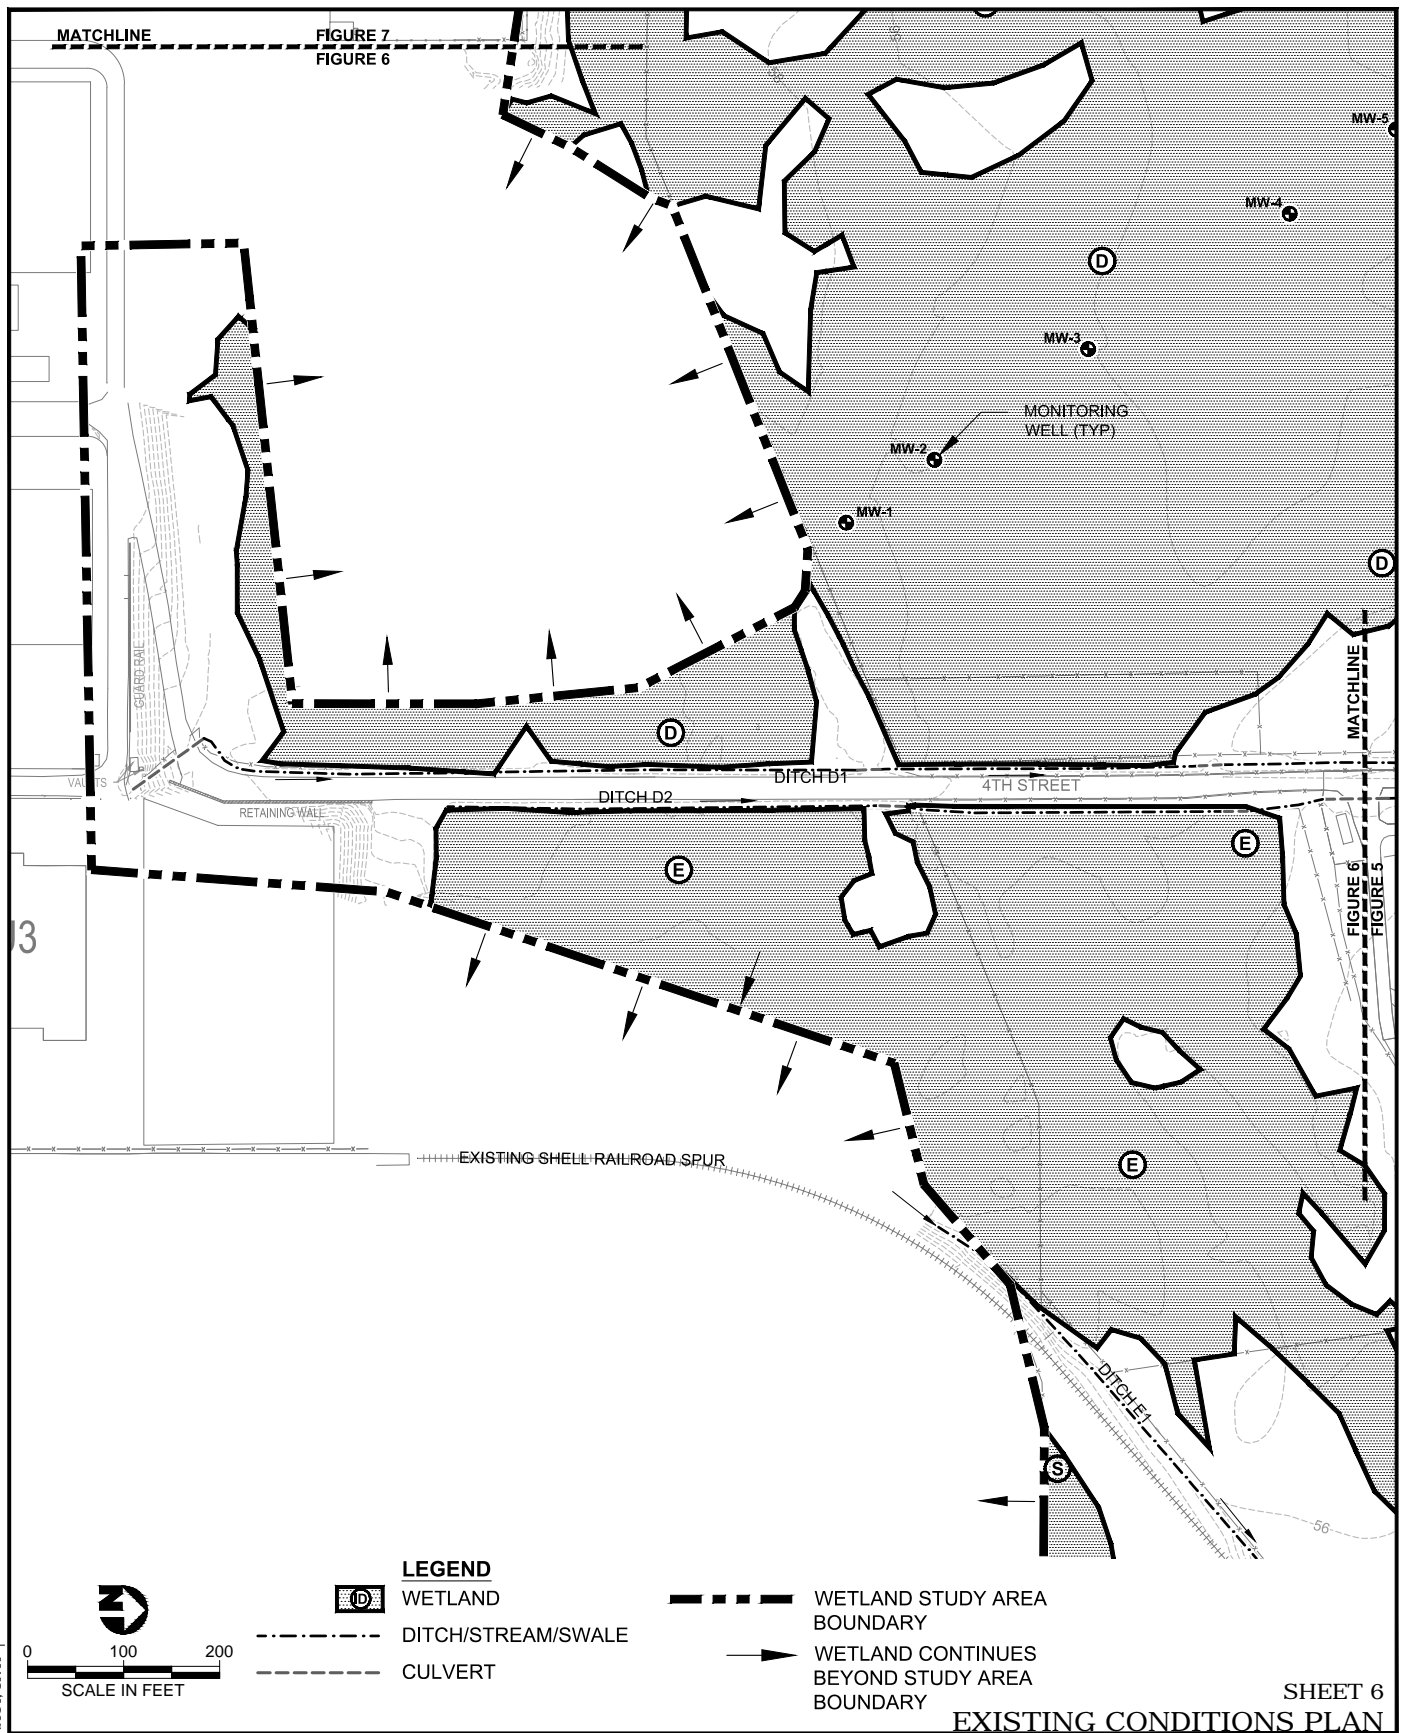 MATCHLINE
FIGURE 7
FIGURE 6
MW-5
MW-4
D
MW-3
MONITORING
WELL (TYP)
MW-2
MW-1
D
GUARD RAIL
MATCHLINE
D
VAULTS
DITCH D1
4TH STREET
DITCH D2
RETAINING WALL
E
E
FIGURE 6
FIGURE 5
J3
EXISTING SHELL RAILROAD SPUR
E
DITCH E1
S
56
LEGEND
ID
WETLAND
DITCH/STREAM/SWALE
CULVERT
WETLAND STUDY AREA
BOUNDARY
WETLAND CONTINUES
BEYOND STUDY AREA
BOUNDARY
N
0 100 200
SCALE IN FEET
SHEET 6
EXISTING CONDITIONS PLAN